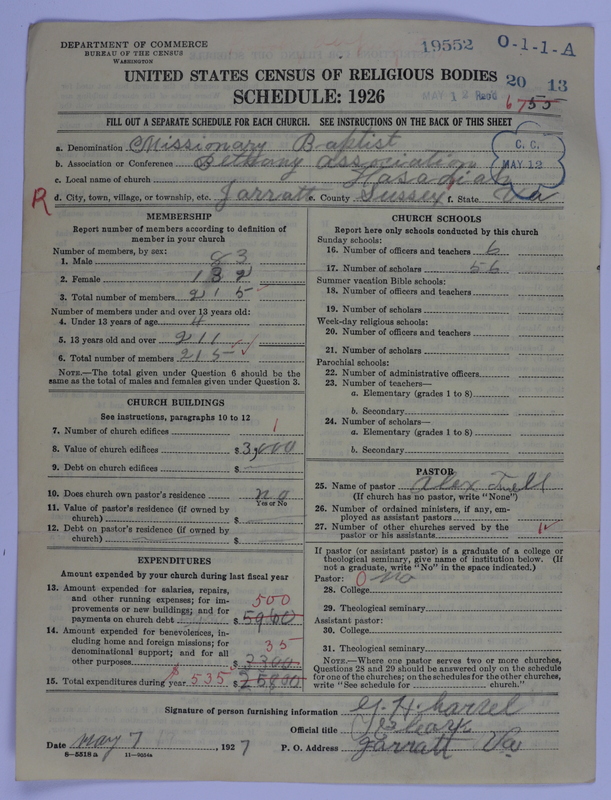 DEPARTMENT OF COMMERCE
BUREAU OF THE CENSUS
WASHINGTON
19552 O-1-1-A
UNITED STATES CENSUS OF RELIGIOUS BODIES
20 13
SCHEDULE: 1926
MAY 12 Rec'd
6755
FILL OUT A SEPARATE SCHEDULE FOR EACH CHURCH. SEE INSTRUCTIONS ON THE BACK OF THIS SHEET
C. C.
MAY 12
a. Denomination Missionary Baptist
b. Association or Conference Bethany Association
c. Local name of church Hasadiah
R d. City, town, village, or township, etc. Jarratt e. County Sussex f. State Va
MEMBERSHIP
Report number of members according to definition of member in your church
Number of members, by sex:
1. Male 83
2. Female 132
3. Total number of members 215
Number of members under and over 13 years old:
4. Under 13 years of age 4
5. 13 years old and over 211
6. Total number of members 215
NOTE.—The total given under Question 6 should be
same as the total of males and females given under Question 3.
CHURCH BUILDINGS
See instructions, paragraphs 10 to 12
7. Number of church edifices 1
8. Value of church edifices $3,000
9. Debt on church edifices $
10. Does church own pastor's residence no
Yes or No
11. Value of pastor's residence (if owned by
church) $
12. Debt on pastor's residence (if owned by
church) $
EXPENDITURES
Amount expended by your church during last fiscal year
13. Amount expended for salaries, repairs,
and other running expenses; for im-
provements or new buildings; and for
payments on church debt 500
14. Amount expended for benevolences, in-
cluding home and foreign missions; for
denominational support; and for all
other purposes 35
15. Total expenditures during year $ 535
CHURCH SCHOOLS
Report here only schools conducted by this church
Sunday schools:
16. Number of officers and teachers 6
17. Number of scholars 56
Summer vacation Bible schools:
18. Number of officers and teachers
19. Number of scholars
Week-day religious schools:
20. Number of officers and teachers
21. Number of scholars
Parochial schools:
22. Number of administrative officers
23. Number of teachers—
a. Elementary (grades 1 to 8)
b. Secondary
24. Number of scholars—
a. Elementary (grades 1 to 8)
b. Secondary
PASTOR
25. Name of pastor Alex
(If church has no pastor, write "None")
26. Number of ordained ministers, if any, em-
ployed as assistant pastors
27. Number of other churches served by the
pastor or his assistants
If pastor (or assistant pastor) is a graduate of a college or
theological seminary, give name of institution below. (If
not a graduate, write "No" in the space indicated.)
Pastor: O no
28. College
29. Theological seminary
Assistant pastor:
30. College
31. Theological seminary
NOTE.—Where one pastor serves two or more churches,
Questions 28 and 29 should be answered only on the schedule
for one of the churches; on the schedules for the other churches,
write "See schedule for church."
Signature of person furnishing information
Official title Cleark
Date May 7 1927 P. O. Address Jarratt Va
8—5518 a 11—9054a